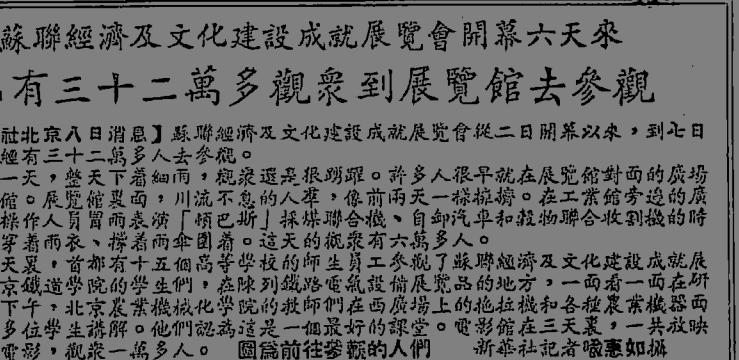 蘇聯經濟及文化建設成就展覽會開幕六天來
有三十二萬多觀衆到展覽館去參觀
社北京八日消息】蘇聯經濟及文化建設成就展覽會從二日開幕以來，到七日
經有三十二萬多人去參觀。
一天，整天下着細雨，觀衆還是很踴躍。許多人很早就在展覽館對面的廣場
館。展覽館裏面，川流不息的人羣，像前兩天一樣擁擠。在工業館旁邊的廣
操作人員冒雨表演「頓巴斯」採煤聯合機、自卸汽車和穀物聯合收割機的時
穿着雨衣、撐着雨傘圍着。這天的觀衆有六萬多人。
天裏，首都有十五個高等學校的師生員工參觀了蘇聯經濟及文化建設成就展
京鐵道學院的學生們，在陳列鐵路電氣設備展品的地方，一面看一面就在研
下午，北京農業機械化學院的教師們在西廣場上的拖拉機和各種農業機器
多位學生講解。他們認爲這是一個最好的課堂。電影館在三天裏，一共放映
電影，觀衆一萬多人。 圖爲前往參觀的人們 新華社記者喻惠如攝